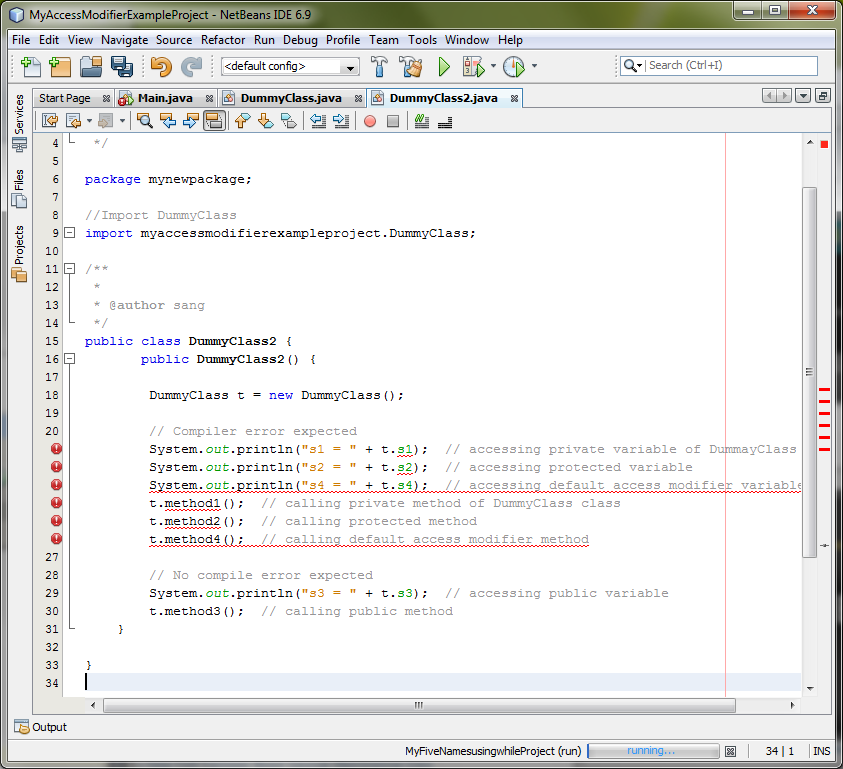 MyAccessModifierExampleProject - NetBeans IDE 6.9
File Edit View Navigate Source Refactor Run Debug Profile Team Tools Window Help
<default config>
Search (Ctrl+I)
Start Page Main.java DummyClass.java DummyClass2.java
Services
Files
Projects
4 */
5
6 package mynewpackage;
7
8 //Import DummyClass
9 import myaccessmodifierexampleproject.DummyClass;
10
11 /**
12 *
13 * @author sang
14 */
15 public class DummyClass2 {
16 public DummyClass2() {
17
18 DummyClass t = new DummyClass();
19
20 // Compiler error expected
System.out.println("s1 = " + t.s1); // accessing private variable of DummayClass
System.out.println("s2 = " + t.s2); // accessing protected variable
System.out.println("s4 = " + t.s4); // accessing default access modifier variable
t.method1(); // calling private method of DummyClass class
t.method2(); // calling protected method
t.method4(); // calling default access modifier method
27
28 // No compile error expected
29 System.out.println("s3 = " + t.s3); // accessing public variable
30 t.method3(); // calling public method
31 }
32
33 }
34
Output
MyFiveNamesusingwhileProject (run) running... 34 | 1 INS